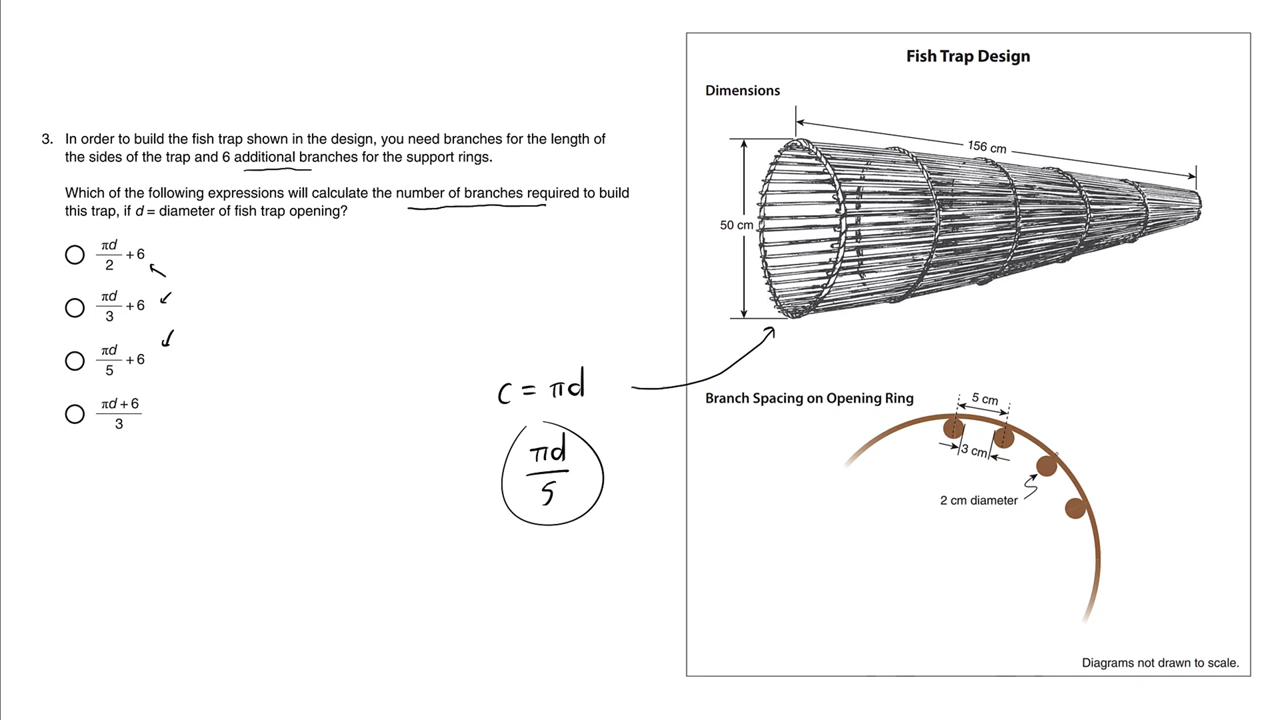 3. In order to build the fish trap shown in the design, you need branches for the length of
the sides of the trap and 6 additional branches for the support rings.
Which of the following expressions will calculate the number of branches required to build
this trap, if d = diameter of fish trap opening?
πd/2 + 6
πd/3 + 6
πd/5 + 6
πd + 6/3
C = πd
πd/5
Fish Trap Design
Dimensions
156 cm
50 cm
Branch Spacing on Opening Ring
5 cm
3 cm
2 cm diameter
Diagrams not drawn to scale.